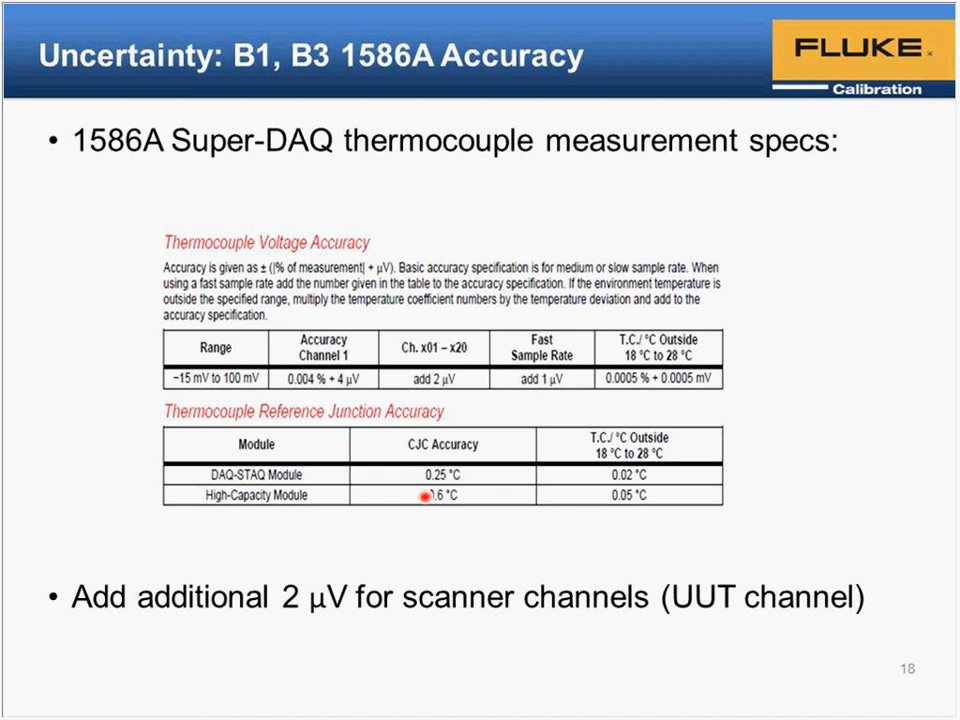 Uncertainty: B1, B3 1586A Accuracy
FLUKE
Calibration
• 1586A Super-DAQ thermocouple measurement specs:
Thermocouple Voltage Accuracy
Accuracy is given as ± (|% of measurement| + µV). Basic accuracy specification is for medium or slow sample rate. When
using a fast sample rate add the number given in the table to the accuracy specification. If the environment temperature is
outside the specified range, multiply the temperature coefficient numbers by the temperature deviation and add to the
accuracy specification.
Range | Accuracy Channel 1 | Ch. x01 – x20 | Fast Sample Rate | T.C./ °C Outside 18 °C to 28 °C
−15 mV to 100 mV | 0.004 % + 4 µV | add 2 µV | add 1 µV | 0.0005 % + 0.0005 mV
Thermocouple Reference Junction Accuracy
Module | CJC Accuracy | T.C./ °C Outside 18 °C to 28 °C
DAQ-STAQ Module | 0.25 °C | 0.02 °C
High-Capacity Module | .6 °C | 0.05 °C
• Add additional 2 µV for scanner channels (UUT channel)
18